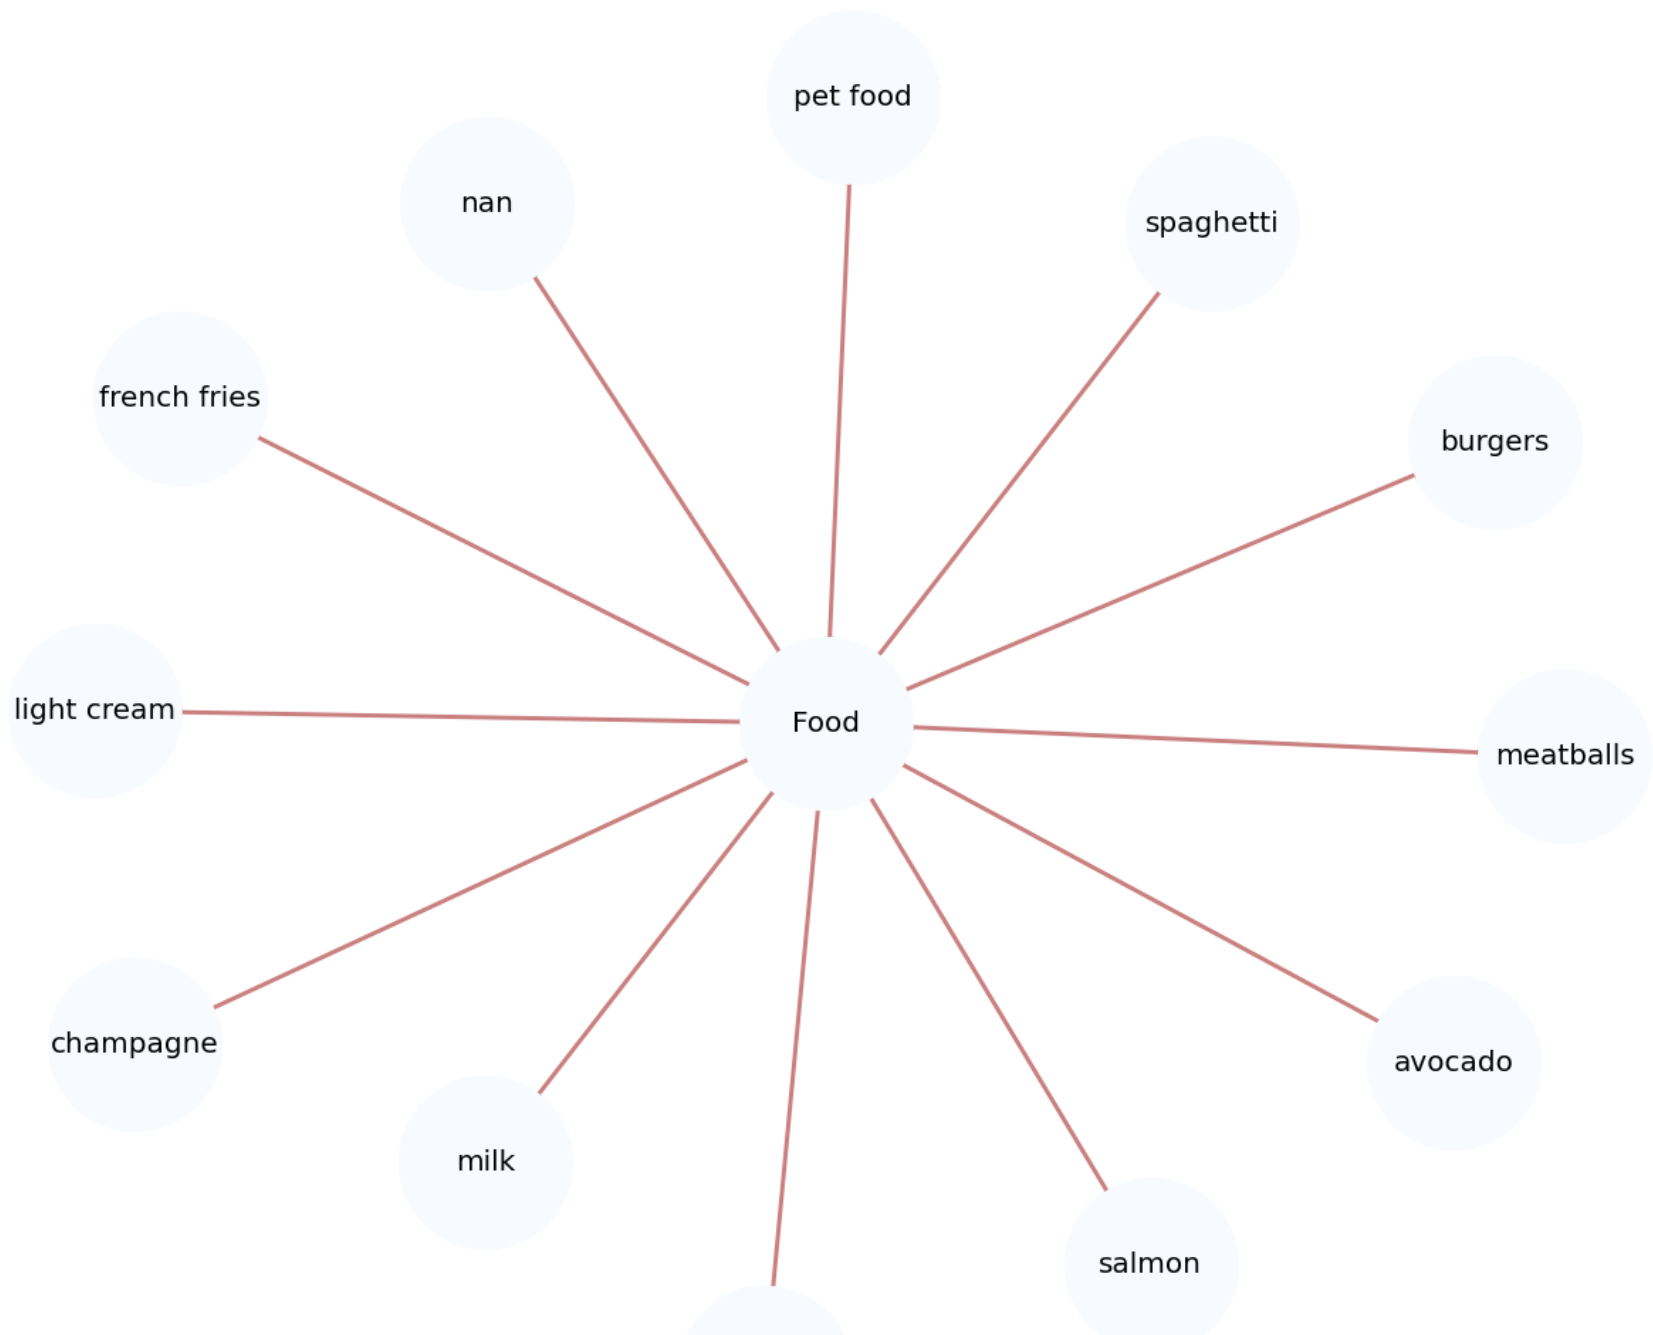 pet food
nan
spaghetti
french fries
burgers
light cream
Food
meatballs
champagne
avocado
milk
salmon